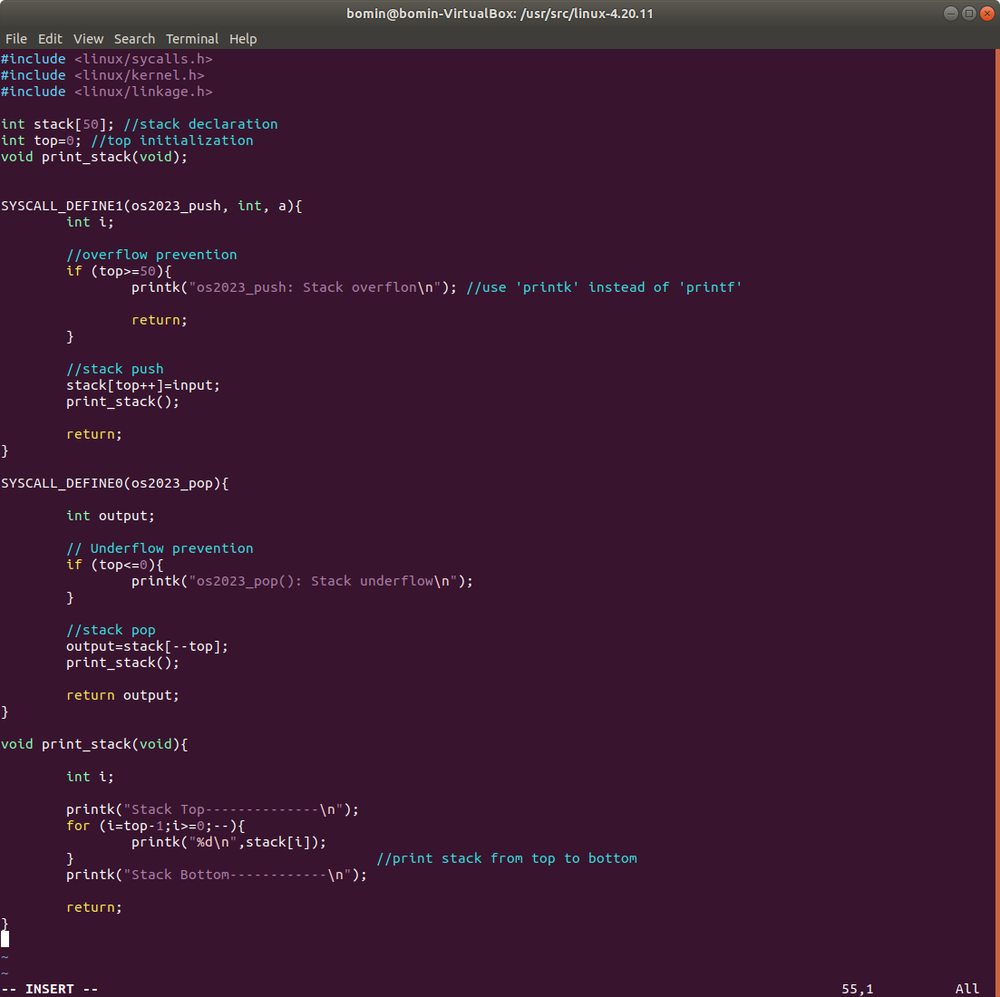 bomin@bomin-VirtualBox: /usr/src/linux-4.20.11
File Edit View Search Terminal Help
#include <linux/sycalls.h>
#include <linux/kernel.h>
#include <linux/linkage.h>
int stack[50]; //stack declaration
int top=0; //top initialization
void print_stack(void);
SYSCALL_DEFINE1(os2023_push, int, a){
int i;
//overflow prevention
if (top>=50){
printk("os2023_push: Stack overflon\n"); //use 'printk' instead of 'printf'
return;
}
//stack push
stack[top++]=input;
print_stack();
return;
}
SYSCALL_DEFINE0(os2023_pop){
int output;
// Underflow prevention
if (top<=0){
printk("os2023_pop(): Stack underflow\n");
}
//stack pop
output=stack[--top];
print_stack();
return output;
}
void print_stack(void){
int i;
printk("Stack Top--------------\n");
for (i=top-1;i>=0;--){
printk("%d\n",stack[i]);
} //print stack from top to bottom
printk("Stack Bottom------------\n");
return;
}
~
~
-- INSERT -- 55,1 All